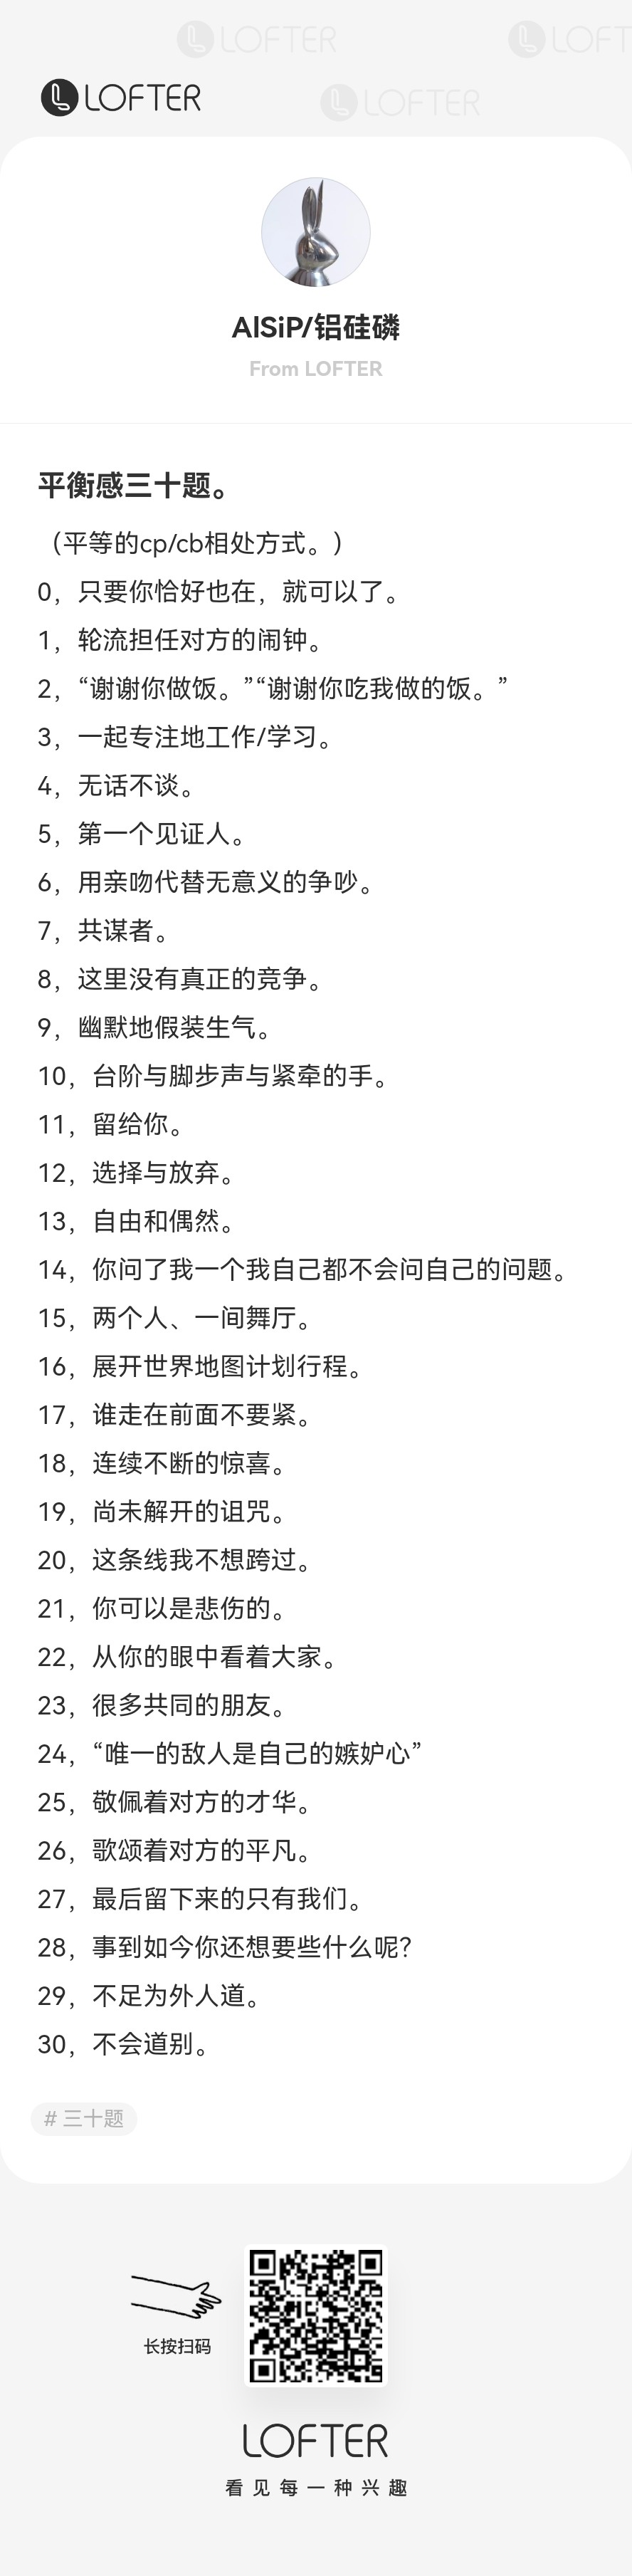 LOFTER
LOFT
LOFTER
LOFTER
AlSiP/铝硅磷
From LOFTER
平衡感三十题。
（平等的cp/cb相处方式。）
0，只要你恰好也在，就可以了。
1，轮流担任对方的闹钟。
2，“谢谢你做饭。”“谢谢你吃我做的饭。”
3，一起专注地工作/学习。
4，无话不谈。
5，第一个见证人。
6，用亲吻代替无意义的争吵。
7，共谋者。
8，这里没有真正的竞争。
9，幽默地假装生气。
10，台阶与脚步声与紧牵的手。
11，留给你。
12，选择与放弃。
13，自由和偶然。
14，你问了我一个我自己都不会问自己的问题。
15，两个人、一间舞厅。
16，展开世界地图计划行程。
17，谁走在前面不要紧。
18，连续不断的惊喜。
19，尚未解开的诅咒。
20，这条线我不想跨过。
21，你可以是悲伤的。
22，从你的眼中看着大家。
23，很多共同的朋友。
24，“唯一的敌人是自己的嫉妒心”
25，敬佩着对方的才华。
26，歌颂着对方的平凡。
27，最后留下来的只有我们。
28，事到如今你还想要些什么呢？
29，不足为外人道。
30，不会道别。
# 三十题
长按扫码
LOFTER
看见每一种兴趣